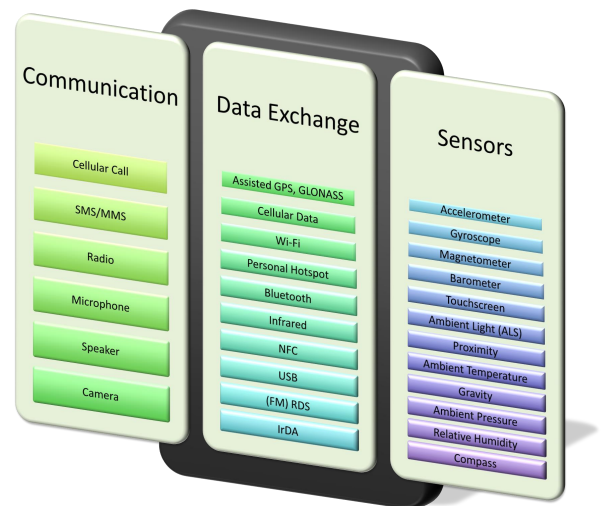 Communication
Cellular Call
SMS/MMS
Radio
Microphone
Speaker
Camera
Data Exchange
Assisted GPS, GLONASS
Cellular Data
Wi-Fi
Personal Hotspot
Bluetooth
Infrared
NFC
USB
(FM) RDS
IrDA
Sensors
Accelerometer
Gyroscope
Magnetometer
Barometer
Touchscreen
Ambient Light (ALS)
Proximity
Ambient Temperature
Gravity
Ambient Pressure
Relative Humidity
Compass